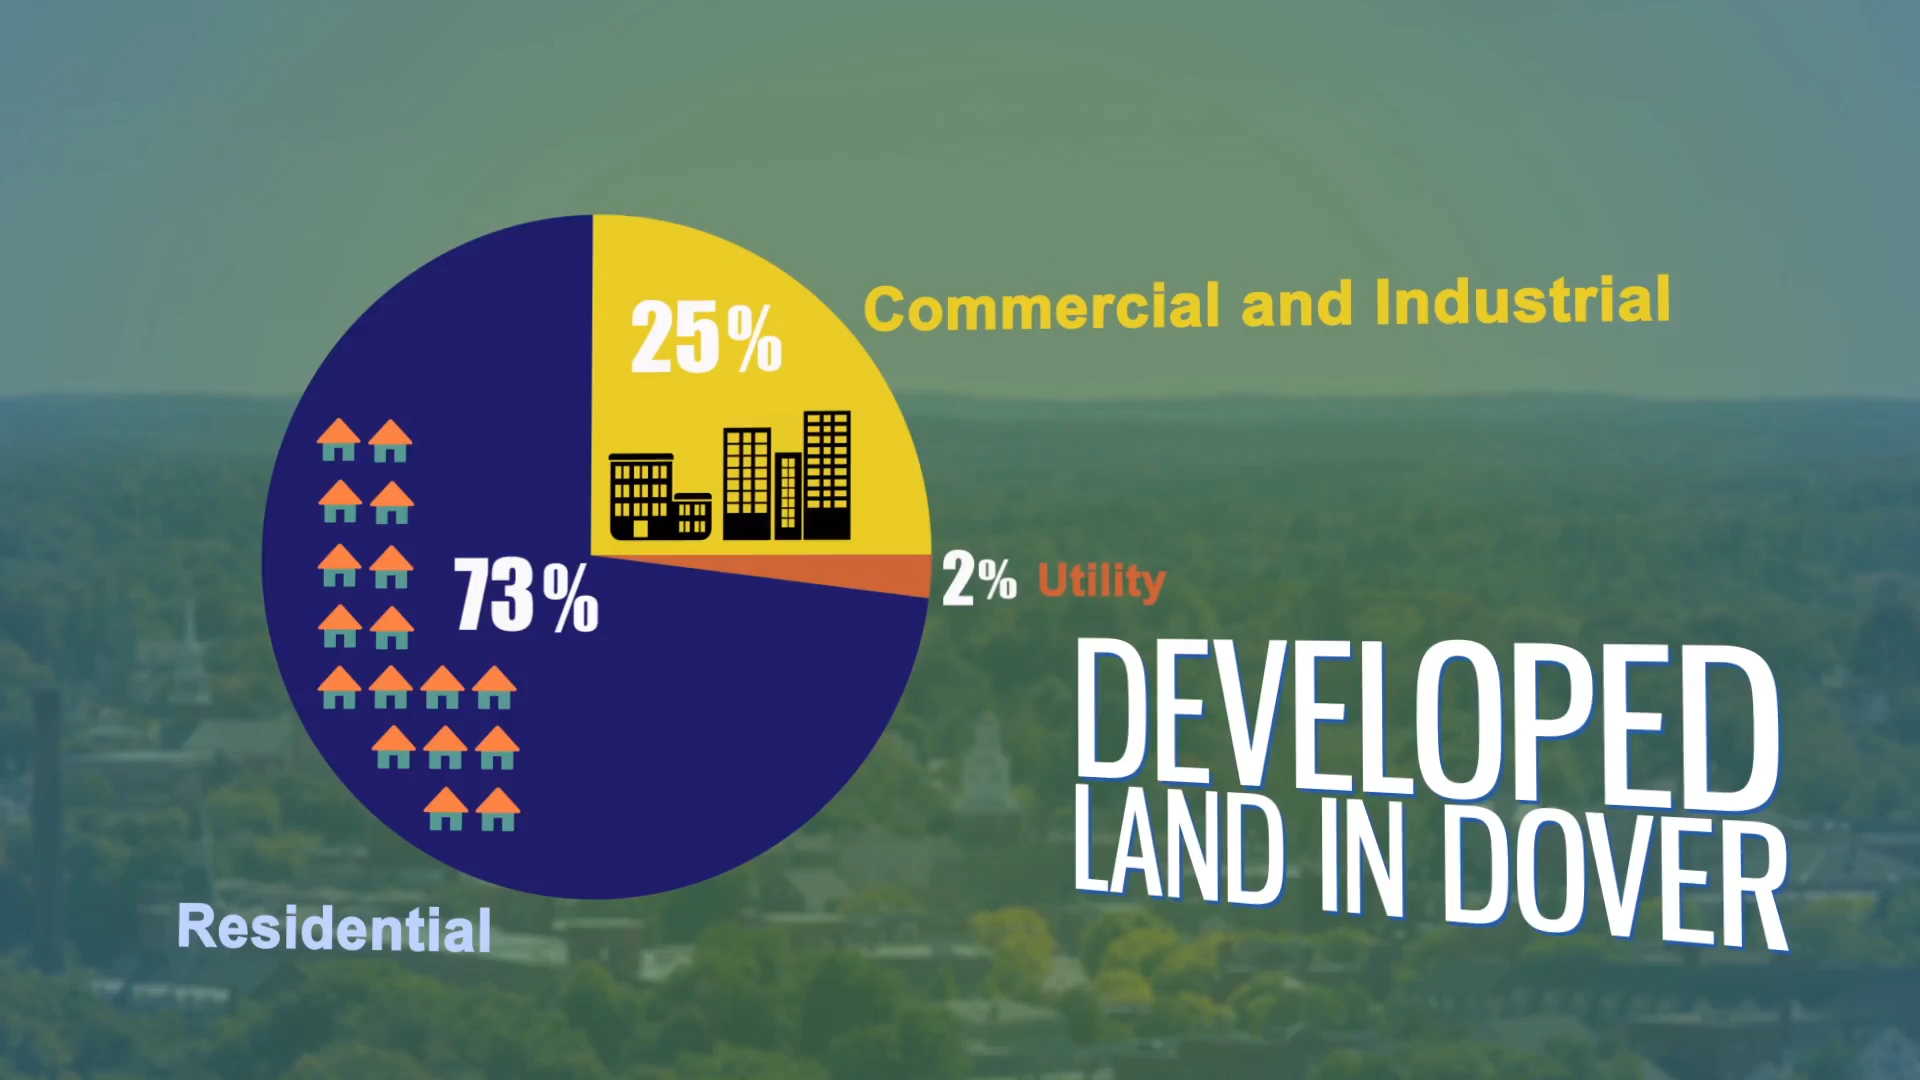 25%
Commercial and Industrial
73%
2% Utility
DEVELOPED
LAND IN DOVER
Residential